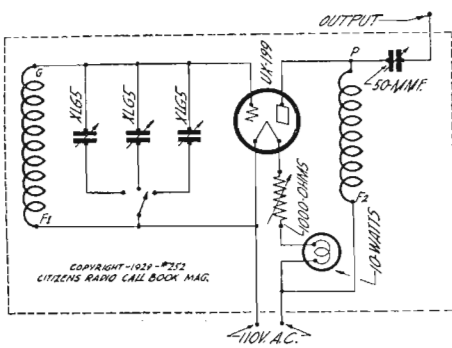 OUTPUT
G
XLG5
XLG5
XLG5
UX-199
P
50-M.M.F.
F1
1000-OHMS
F2
10-WATTS
COPYRIGHT-1929-#252
CITIZENS RADIO CALL BOOK MAG.
110V. A.C.